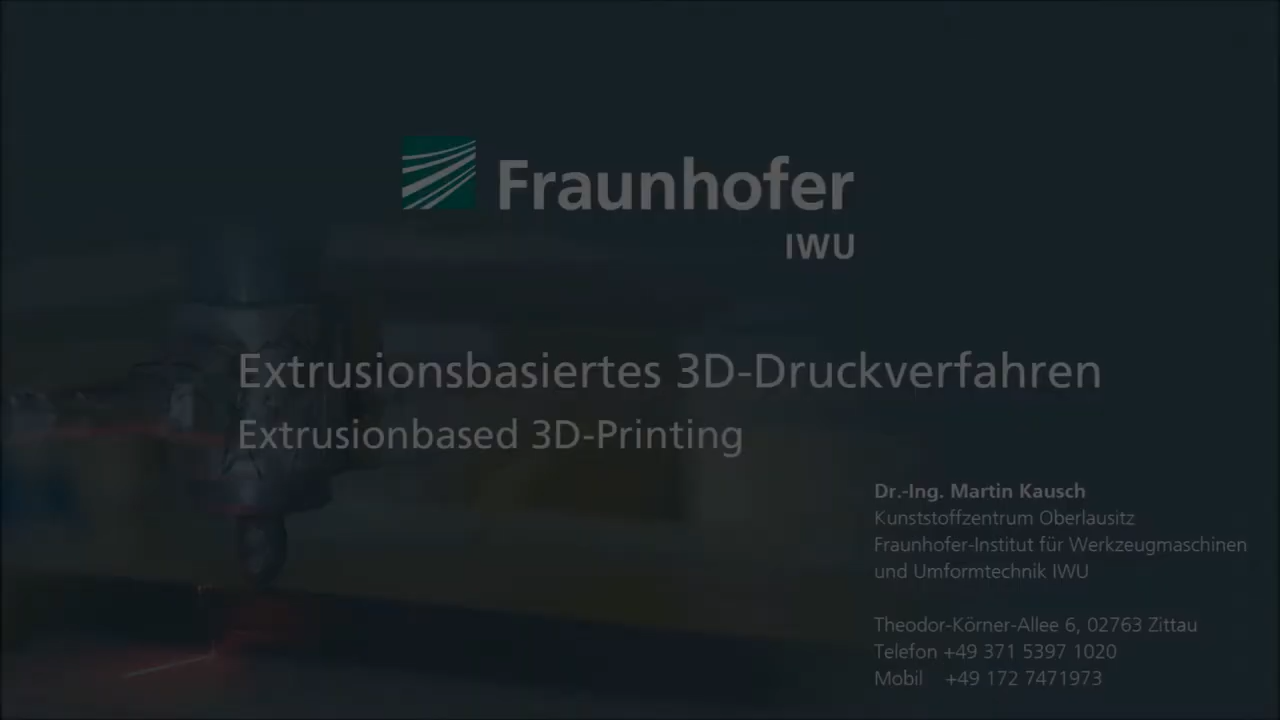 Fraunhofer
IWU
Extrusionsbasiertes 3D-Druckverfahren
Extrusionbased 3D-Printing
Dr.-Ing. Martin Kausch
Kunststoffzentrum Oberlausitz
Fraunhofer-Institut für Werkzeugmaschinen
und Umformtechnik IWU
Theodor-Körner-Allee 6, 02763 Zittau
Telefon +49 371 5397 1020
Mobil +49 172 7471973